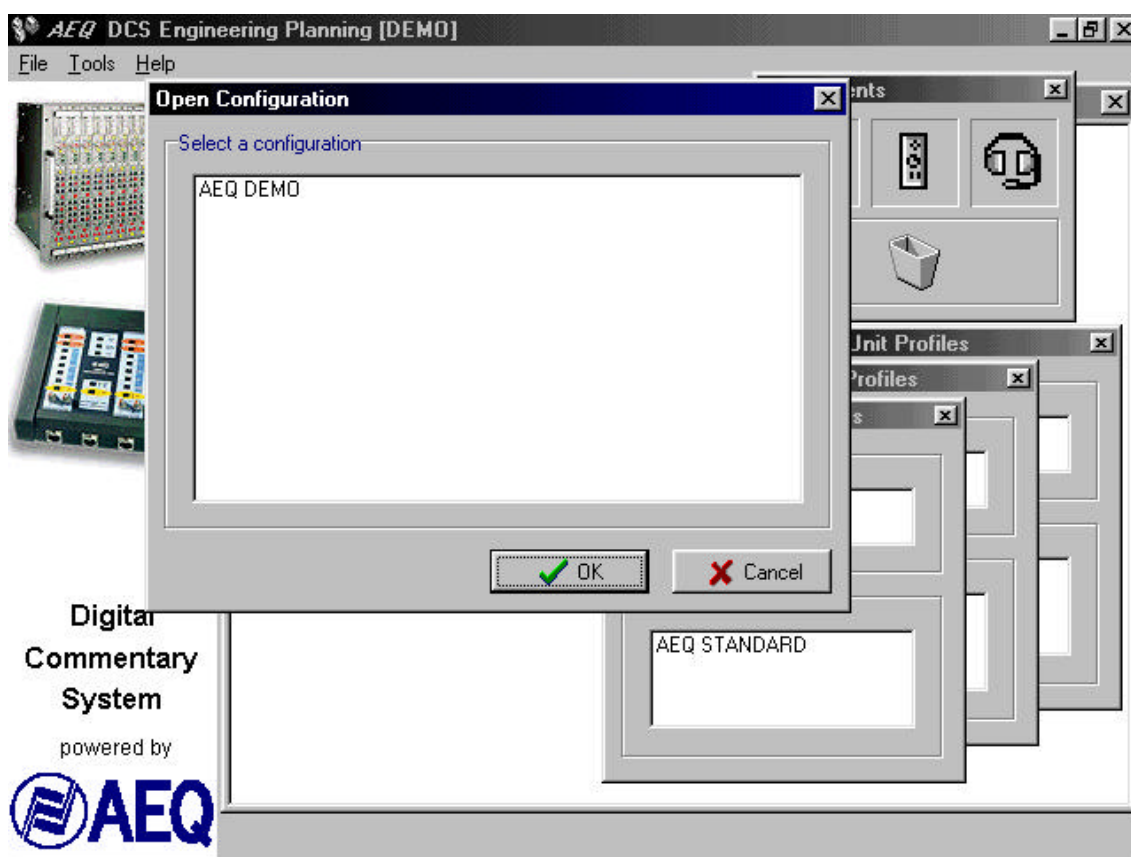 AEQ DCS Engineering Planning [DEMO]
File Tools Help
Open Configuration
Select a configuration
AEQ DEMO
OK
Cancel
nts
Unit Profiles
Profiles
s
AEQ STANDARD
Digital
Commentary
System
powered by
AEQ